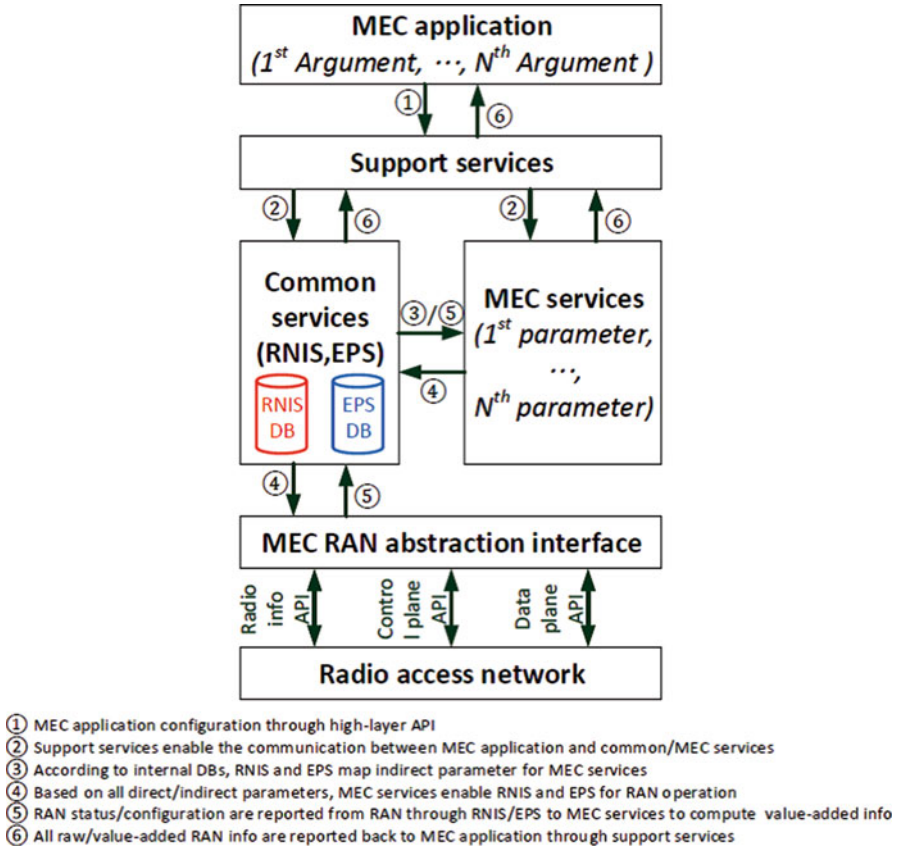 MEC application
(1st Argument, ⋯, Nth Argument )
① ⑥
Support services
② ⑥ ② ⑥
Common
services
(RNIS,EPS)
RNIS
DB
EPS
DB
③/⑤
④
MEC services
(1st parameter,
⋯,
Nth parameter)
④ ⑤
MEC RAN abstraction interface
Radio
info
API
Contro
l plane
API
Data
plane
API
Radio access network
① MEC application configuration through high-layer API
② Support services enable the communication between MEC application and common/MEC services
③ According to internal DBs, RNIS and EPS map indirect parameter for MEC services
④ Based on all direct/indirect parameters, MEC services enable RNIS and EPS for RAN operation
⑤ RAN status/configuration are reported from RAN through RNIS/EPS to MEC services to compute value-added info
⑥ All raw/value-added RAN info are reported back to MEC application through support services